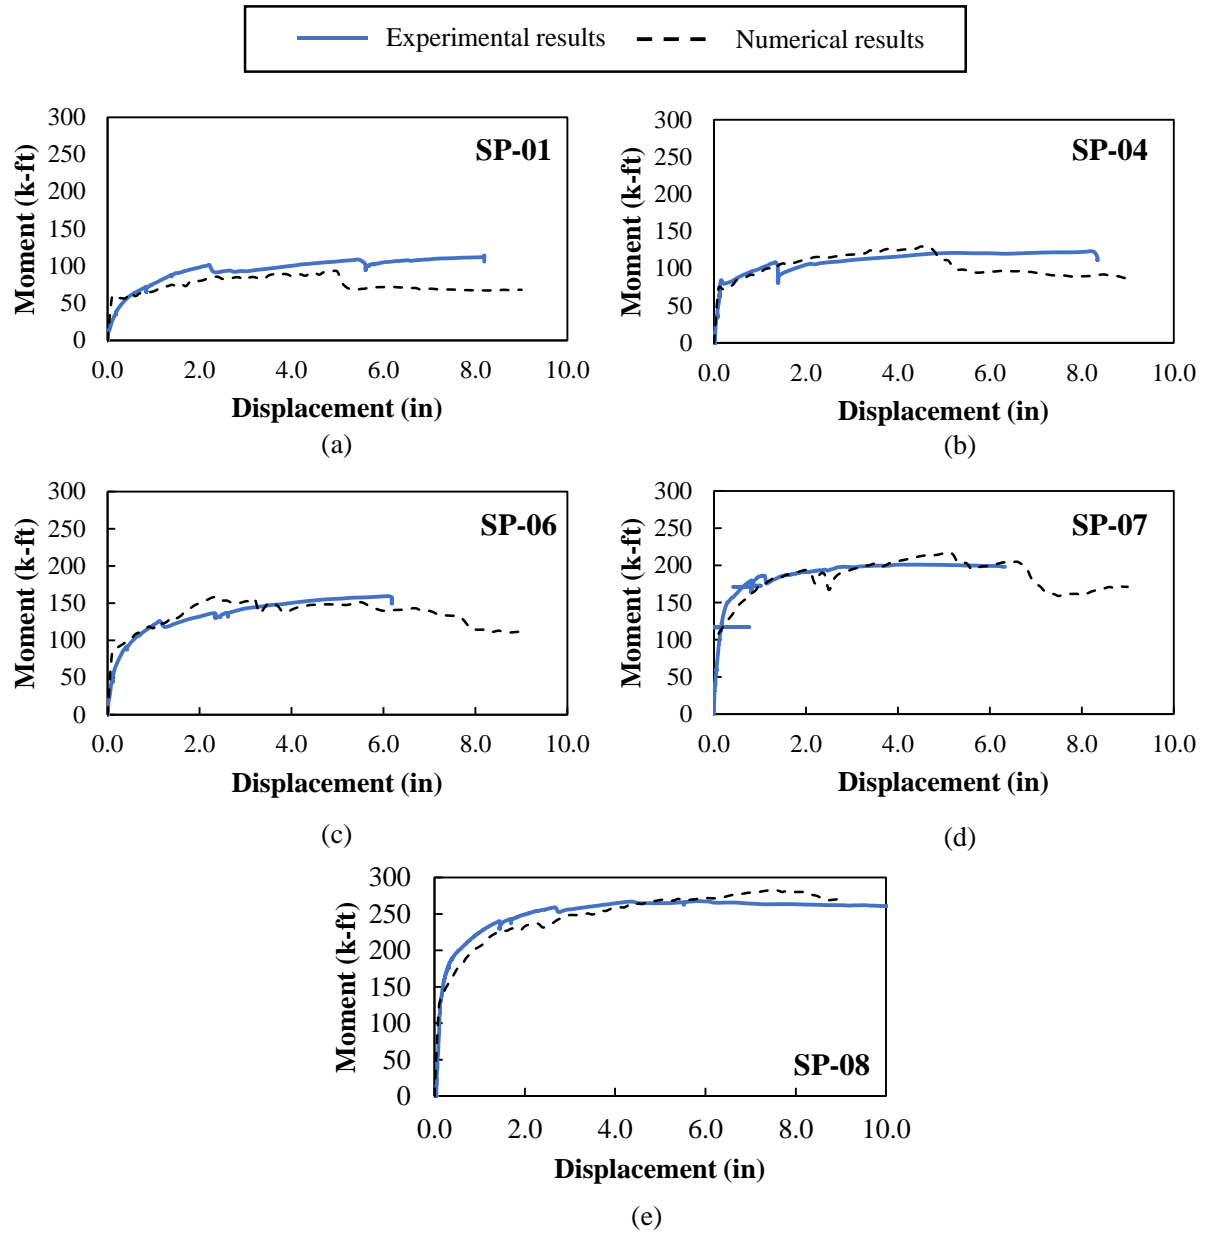 Experimental results Numerical results
300
250
200
150
100
50
0
Moment (k-ft)
SP-01
0.0 2.0 4.0 6.0 8.0 10.0
Displacement (in)
(a)
300
250
200
150
100
50
0
Moment (k-ft)
SP-04
0.0 2.0 4.0 6.0 8.0 10.0
Displacement (in)
(b)
300
250
200
150
100
50
0
Moment (k-ft)
SP-06
0.0 2.0 4.0 6.0 8.0 10.0
Displacement (in)
(c)
300
250
200
150
100
50
0
Moment (k-ft)
SP-07
0.0 2.0 4.0 6.0 8.0 10.0
Displacement (in)
(d)
300
250
200
150
100
50
0
Moment (k-ft)
SP-08
0.0 2.0 4.0 6.0 8.0 10.0
Displacement (in)
(e)